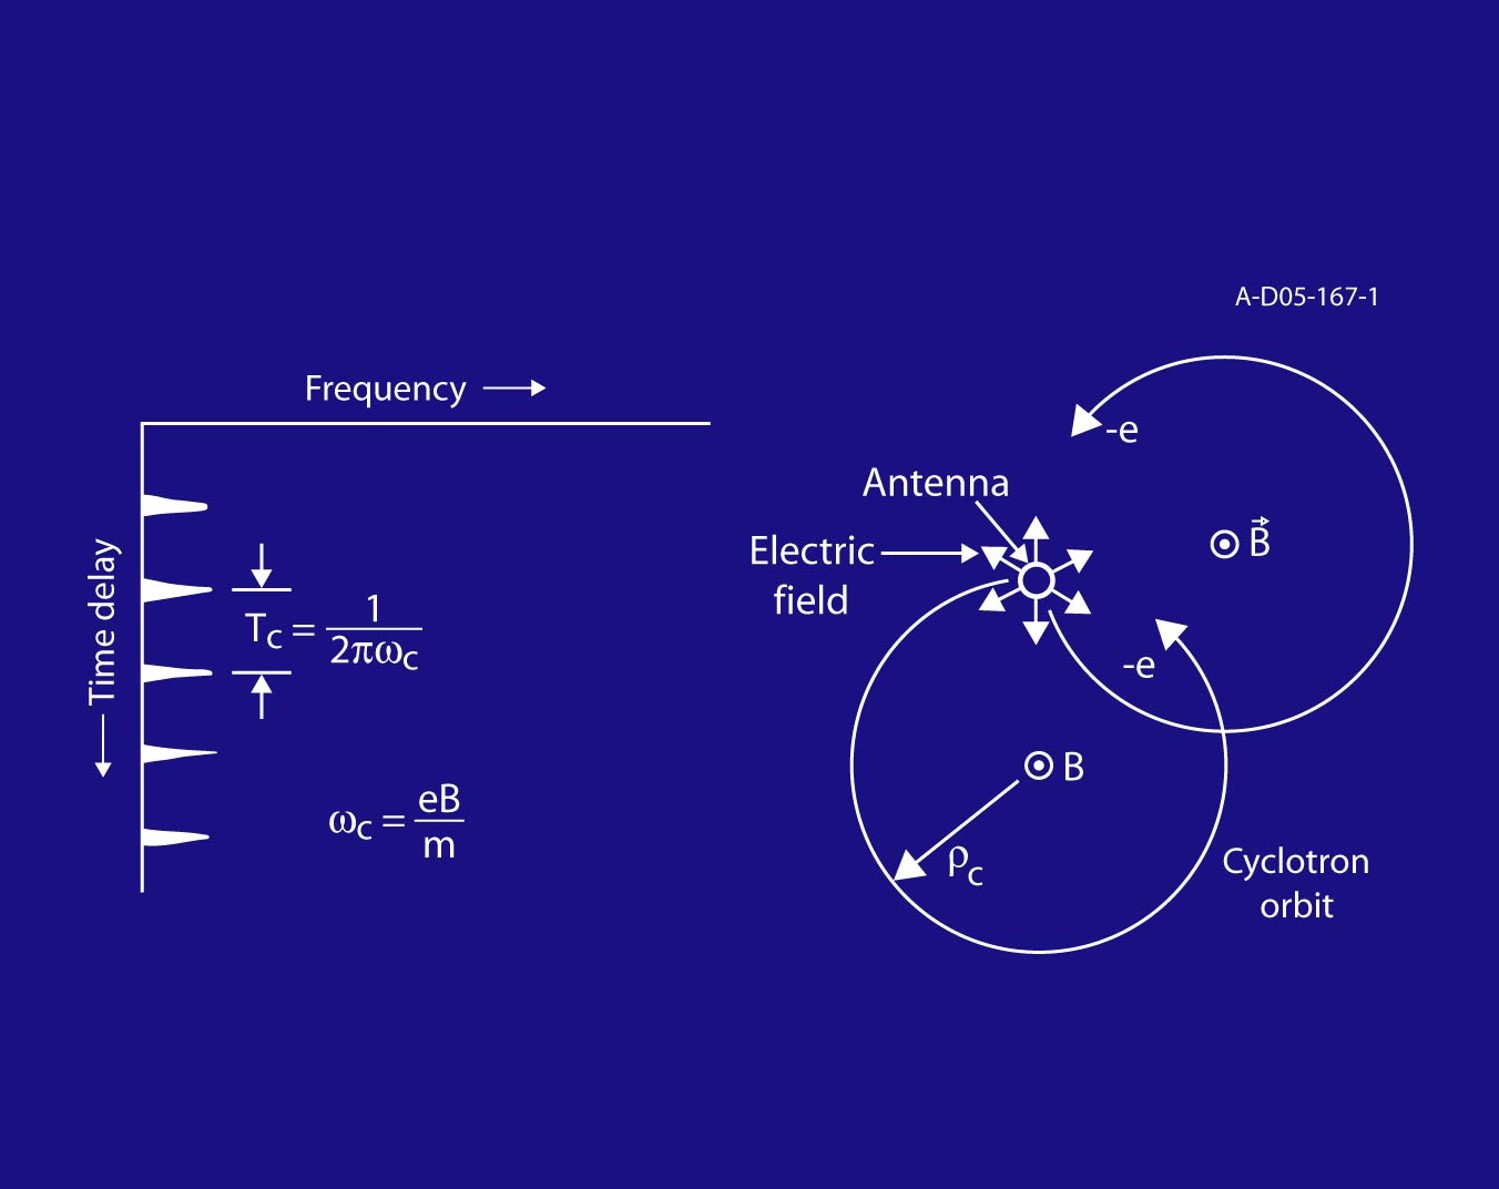 A-D05-167-1
Frequency
Time delay
T_C = 1/2πω_C
ω_C = eB/m
-e
Antenna
Electric
field
B⃗
-e
B
ρ_c
Cyclotron
orbit